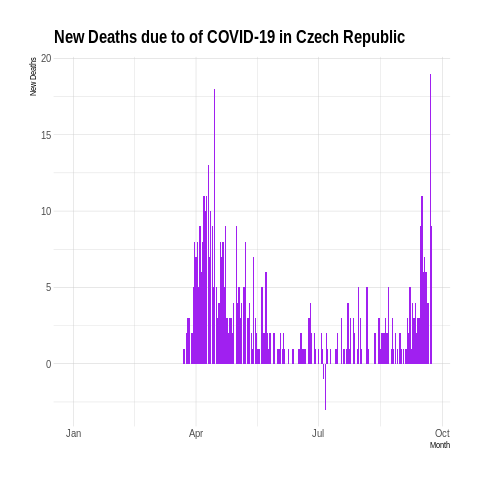 New Deaths due to of COVID-19 in Czech Republic
New Deaths
20
15
10
5
0
Jan
Apr
Jul
Oct
Month